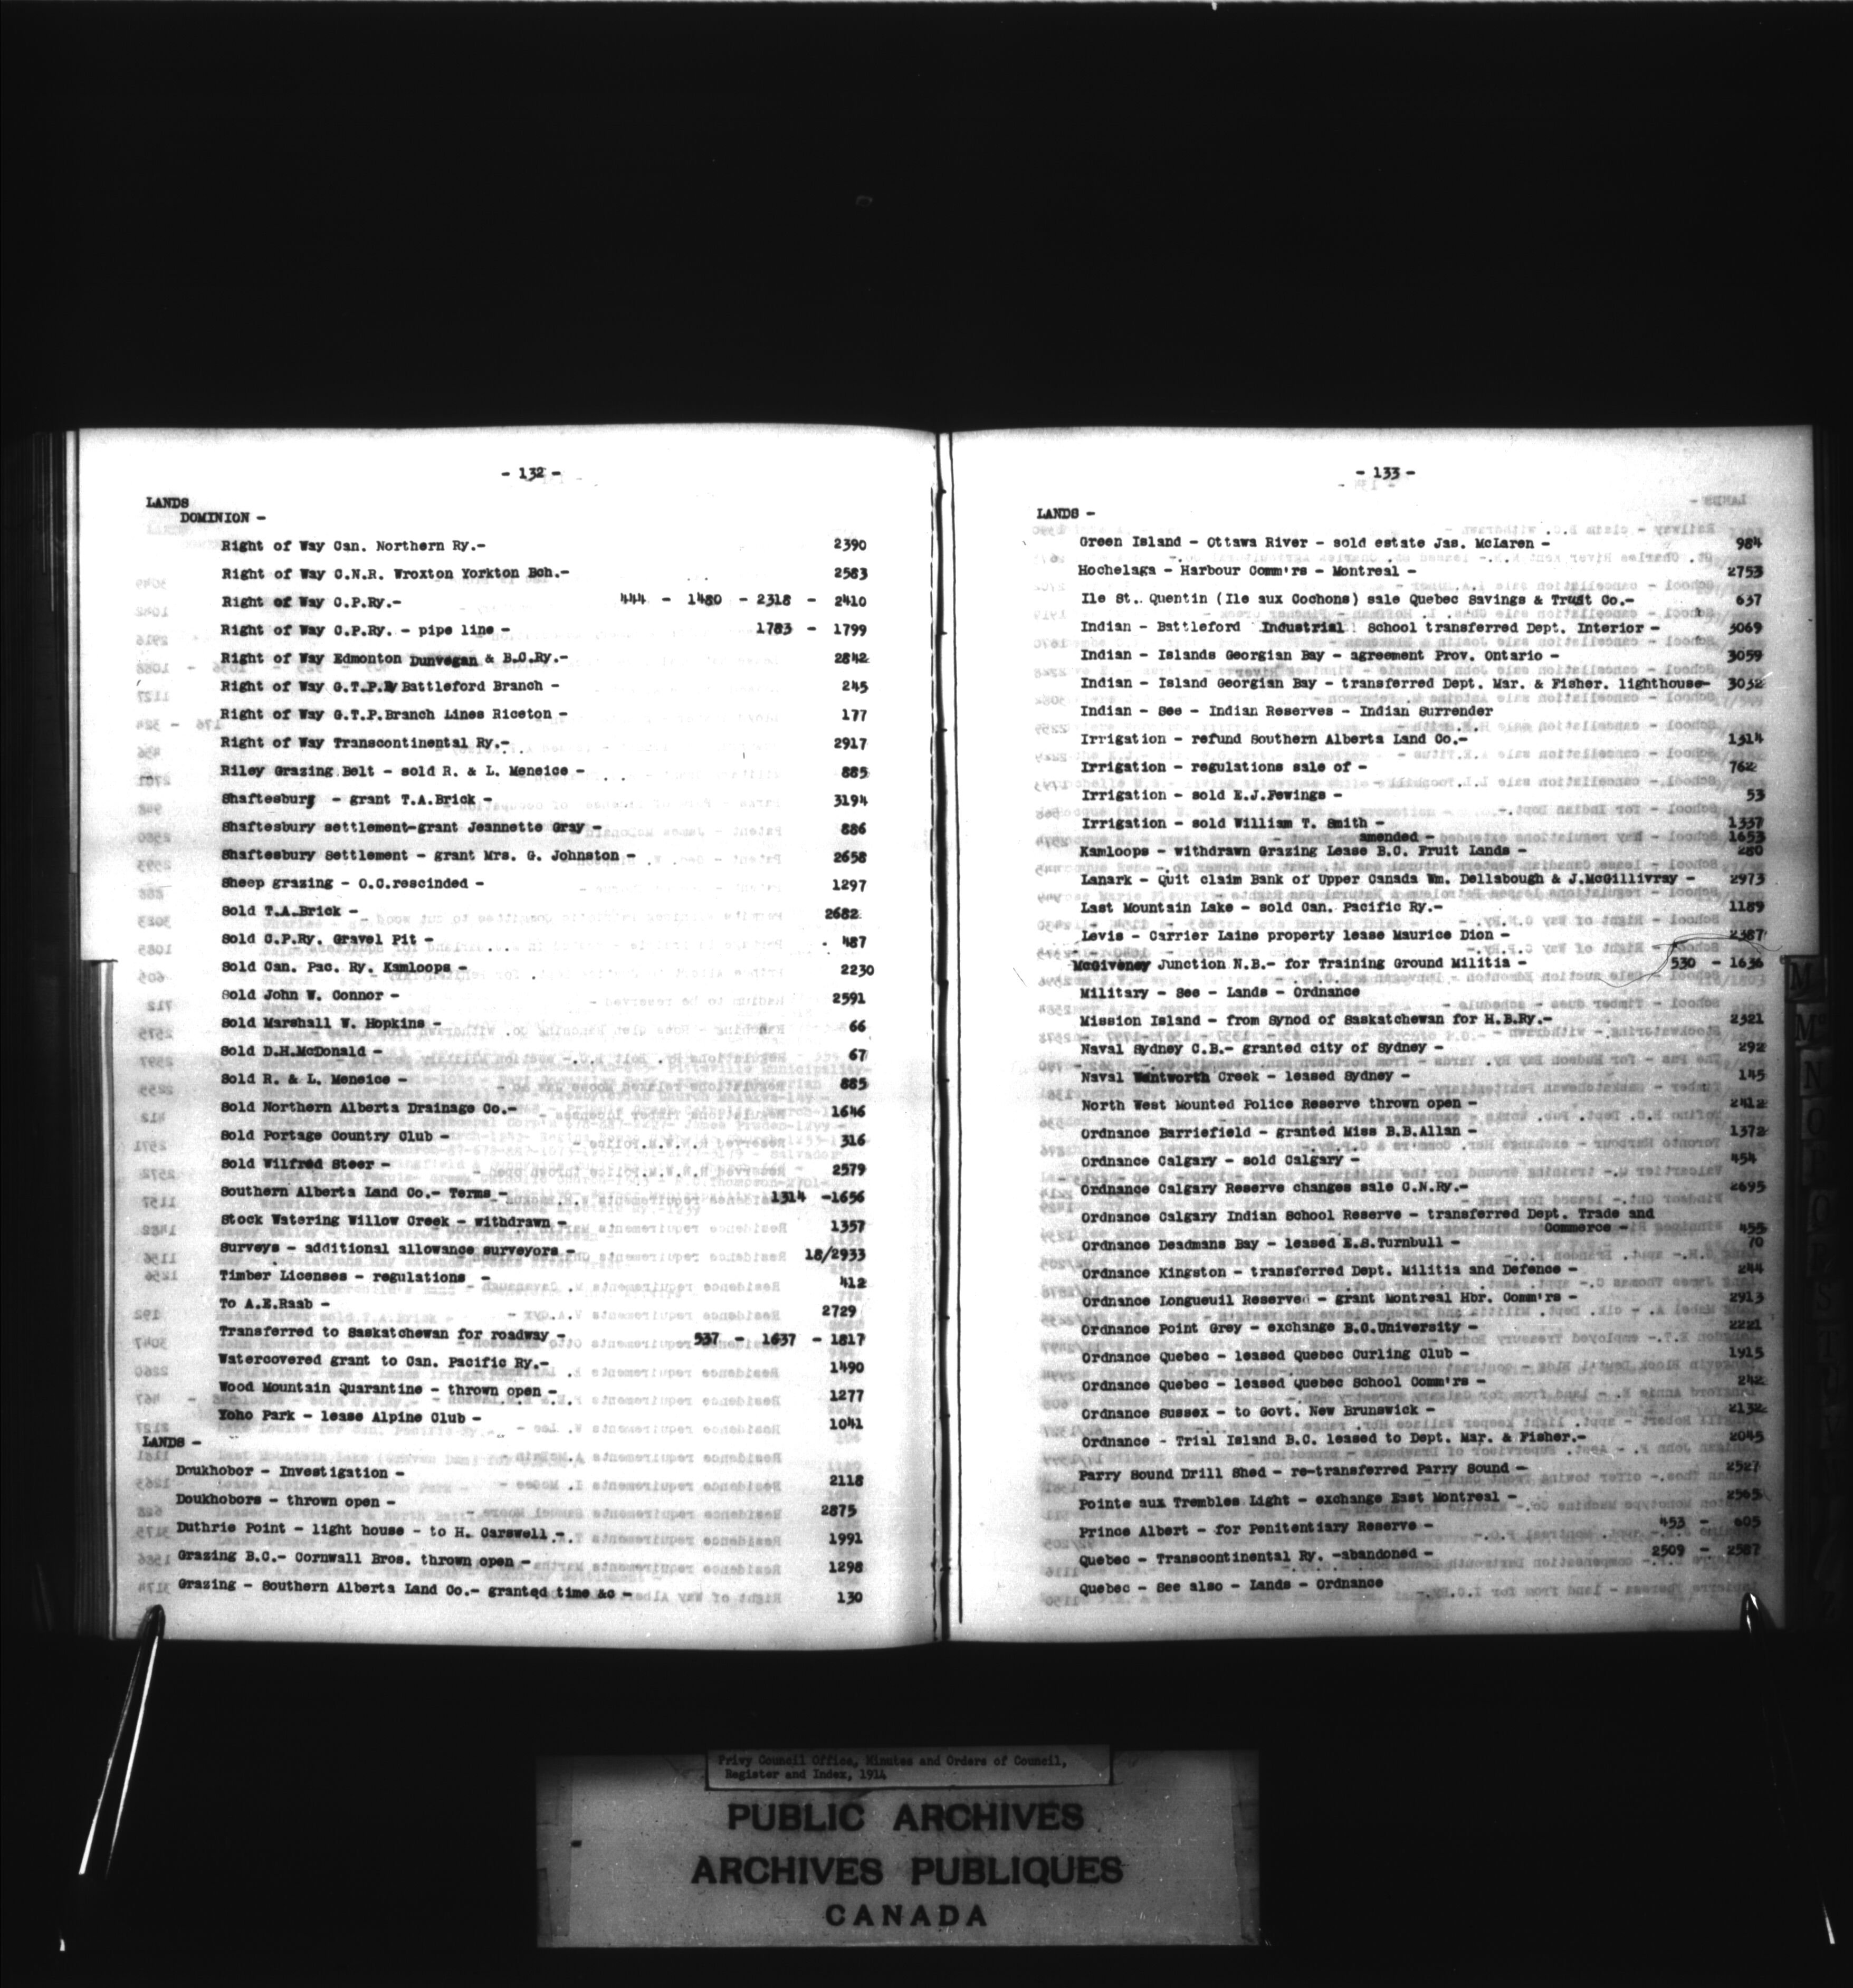 - 132 -
LANDS
DOMINION -
Right of Way Can. Northern Ry.- 2390
Right of Way C.N.R. Wroxton Yorkton Bch.- 2583
Right of Way C.P.Ry.- 444 - 1480 - 2318 - 2410
Right of Way C.P.Ry. - pipe line - 1783 - 1799
Right of Way Edmonton Dunvegan & B.C.Ry.- 2842
Right of Way G.T.P.Ry Battleford Branch - 245
Right of Way G.T.P.Branch Lines Riceton - 177
Right of Way Transcontinental Ry.- 2917
Riley Grazing Belt - sold R. & L. Meneice - 885
Shaftesbury - grant T.A.Brick - 3194
Shaftesbury settlement-grant Jeannette Gray - 886
Shaftesbury Settlement - grant Mrs. G. Johnston - 2658
Sheep grazing - O.C.rescinded - 1297
Sold T.A.Brick - 2682
Sold C.P.Ry. Gravel Pit - 487
Sold Can. Pac. Ry. Kamloops - 2230
Sold John W. Connor - 2591
Sold Marshall W. Hopkins - 66
Sold D.H.McDonald - 67
Sold R. & L. Meneice - 885
Sold Northern Alberta Drainage Co.- 1646
Sold Portage Country Club - 316
Sold Wilfred Steer - 2579
Southern Alberta Land Co.- Terms - 1314 -1656
Stock Watering Willow Creek - withdrawn - 1357
Surveys - additional allowance surveyors - 18/2933
Timber Licenses - regulations - 412
To A.E.Raab - 2729
Transferred to Saskatchewan for roadway - 537 - 1637 - 1817
Watercovered grant to Can. Pacific Ry.- 1490
Wood Mountain Quarantine - thrown open - 1277
Yoho Park - lease Alpine Club - 1041
LANDS -
Doukhobor - Investigation - 2118
Doukhobors - thrown open - 2875
Duthrie Point - light house - to H. Carswell - 1991
Grazing B.C.- Cornwall Bros. thrown open - 1298
Grazing - Southern Alberta Land Co.- granted time &c - 130
- 133 -
LANDS -
Green Island - Ottawa River - sold estate Jas. McLaren - 984
Hochelaga - Harbour Comm'rs - Montreal - 2753
Ile St. Quentin (Ile aux Cochons) sale Quebec Savings & Trust Co.- 637
Indian - Battleford Industrial School transferred Dept. Interior - 3069
Indian - Islands Georgian Bay - agreement Prov. Ontario - 3059
Indian - Island Georgian Bay - transferred Dept. Mar. & Fisher. lighthouse- 3032
Indian - See - Indian Reserves - Indian Surrender
Irrigation - refund Southern Alberta Land Co.- 1314
Irrigation - regulations sale of - 762
Irrigation - sold E.J.Fewings - 53
Irrigation - sold William T. Smith - 1337
amended - 1653
Kamloops - withdrawn Grazing Lease B.C. Fruit Lands - 280
Lanark - Quit claim Bank of Upper Canada Wm. Dellabough & J.McGillivray - 2973
Last Mountain Lake - sold Can. Pacific Ry.- 1189
Levis - Carrier Laine property lease Maurice Dion - 2387
McGiveney Junction N.B.- for Training Ground Militia - 530 - 1636
Military - See - Lands - Ordnance
Mission Island - from Synod of Saskatchewan for H.B.Ry.- 2321
Naval Sydney C.B.- granted city of Sydney - 292
Naval Wentworth Creek - leased Sydney - 145
North West Mounted Police Reserve thrown open - 2412
Ordnance Barriefield - granted Miss B.B.Allan - 1372
Ordnance Calgary - sold Calgary - 454
Ordnance Calgary Reserve changes sale C.N.Ry.- 2695
Ordnance Calgary Indian School Reserve - transferred Dept. Trade and
Commerce - 455
Ordnance Deadmans Bay - leased E.S.Turnbull - 70
Ordnance Kingston - transferred Dept. Militia and Defence - 244
Ordnance Longueuil Reserved - grant Montreal Hbr. Comm'rs - 2913
Ordnance Point Grey - exchange B.C.University - 2221
Ordnance Quebec - leased Quebec Curling Club - 1915
Ordnance Quebec - leased Quebec School Comm'rs - 242
Ordnance Sussex - to Govt. New Brunswick - 2132
Ordnance - Trial Island B.C. leased to Dept. Mar. & Fisher.- 2045
Parry Sound Drill Shed - re-transferred Parry Sound - 2527
Pointe aux Trembles Light - exchange East Montreal - 2565
Prince Albert - for Penitentiary Reserve - 453 - 605
Quebec - Transcontinental Ry. -abandoned - 2509 - 2587
Quebec - See also - Lands - Ordnance
Privy Council Office, Minutes and Orders of Council,
Register and Index, 1914
PUBLIC ARCHIVES
ARCHIVES PUBLIQUES
CANADA